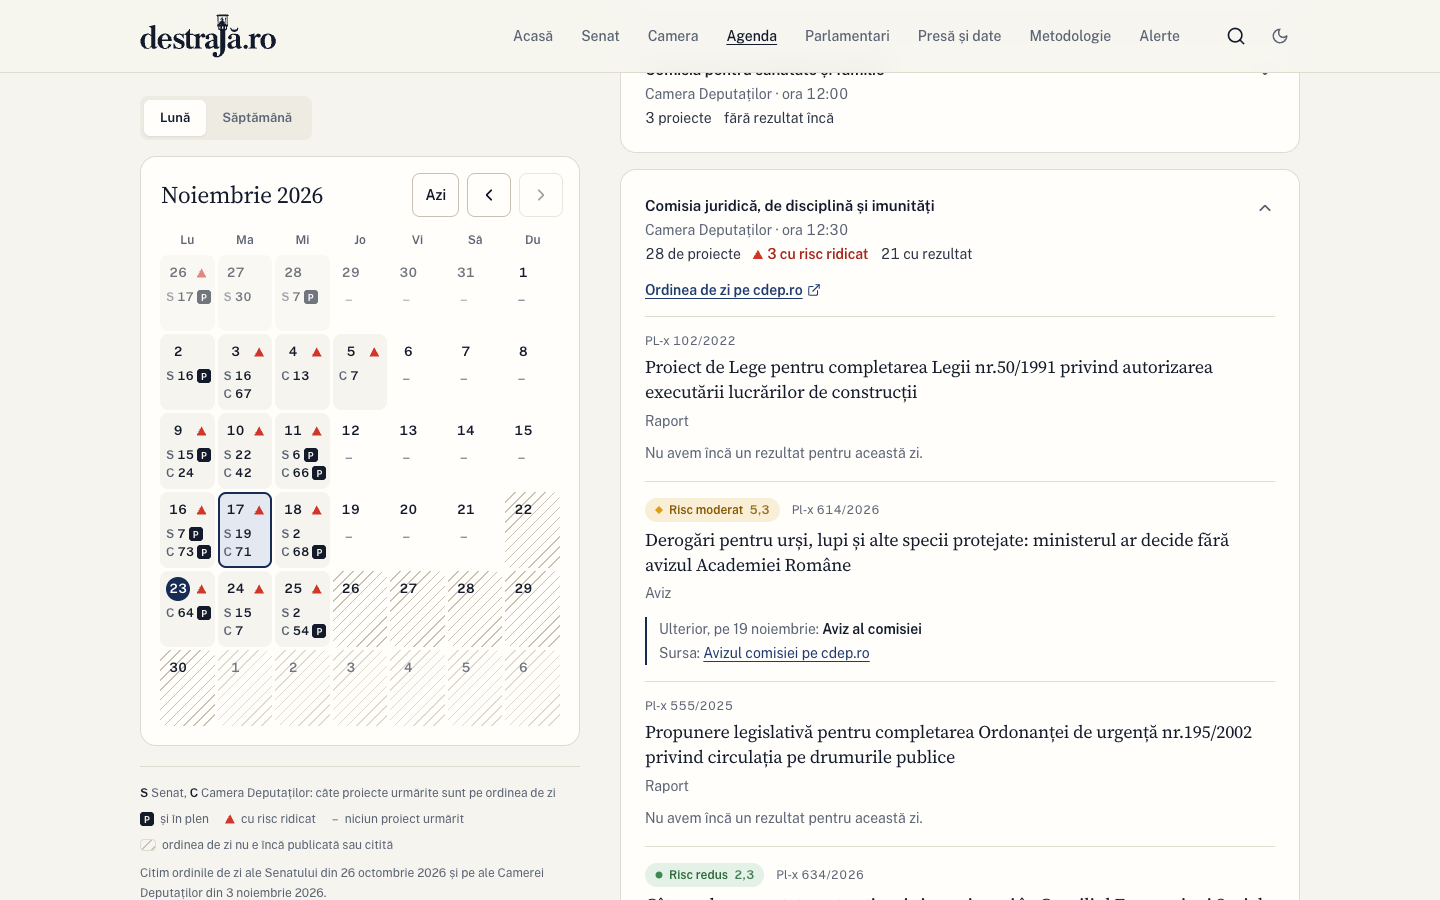 destrajă.ro
Acasă Senat Camera Agenda Parlamentari Presă și date Metodologie Alerte
Lună Săptămână
Noiembrie 2026
Azi
Lu Ma Mi Jo Vi Sâ Du
26 27 28 29 30 31 1
S 17 P S 30 S 7 P – – – –
2 3 4 5 6 7 8
S 16 P S 16 C 13 C 7 – – –
C 67
9 10 11 12 13 14 15
S 15 P S 22 S 6 P – – – –
C 24 C 42 C 66 P
16 17 18 19 20 21 22
S 7 P S 19 S 2 – – –
C 73 P C 71 C 68 P
23 24 25 26 27 28 29
C 64 P S 15 S 2
C 7 C 54 P
30 1 2 3 4 5 6
S Senat, C Camera Deputaților: câte proiecte urmărite sunt pe ordinea de zi
P și în plen cu risc ridicat – niciun proiect urmărit
ordinea de zi nu e încă publicată sau citită
Citim ordinile de zi ale Senatului din 26 octombrie 2026 și pe ale Camerei
Deputaților din 3 noiembrie 2026.
Comisia pentru sănătate și familie
Camera Deputaților · ora 12:00
3 proiecte fără rezultat încă
Comisia juridică, de disciplină și imunități
Camera Deputaților · ora 12:30
28 de proiecte 3 cu risc ridicat 21 cu rezultat
Ordinea de zi pe cdep.ro
PL-x 102/2022
Proiect de Lege pentru completarea Legii nr.50/1991 privind autorizarea
executării lucrărilor de construcții
Raport
Nu avem încă un rezultat pentru această zi.
Risc moderat 5,3 Pl-x 614/2026
Derogări pentru urși, lupi și alte specii protejate: ministerul ar decide fără
avizul Academiei Române
Aviz
Ulterior, pe 19 noiembrie: Aviz al comisiei
Sursa: Avizul comisiei pe cdep.ro
Pl-x 555/2025
Propunere legislativă pentru completarea Ordonanței de urgență nr.195/2002
privind circulația pe drumurile publice
Raport
Nu avem încă un rezultat pentru această zi.
Risc redus 2,3 Pl-x 634/2026